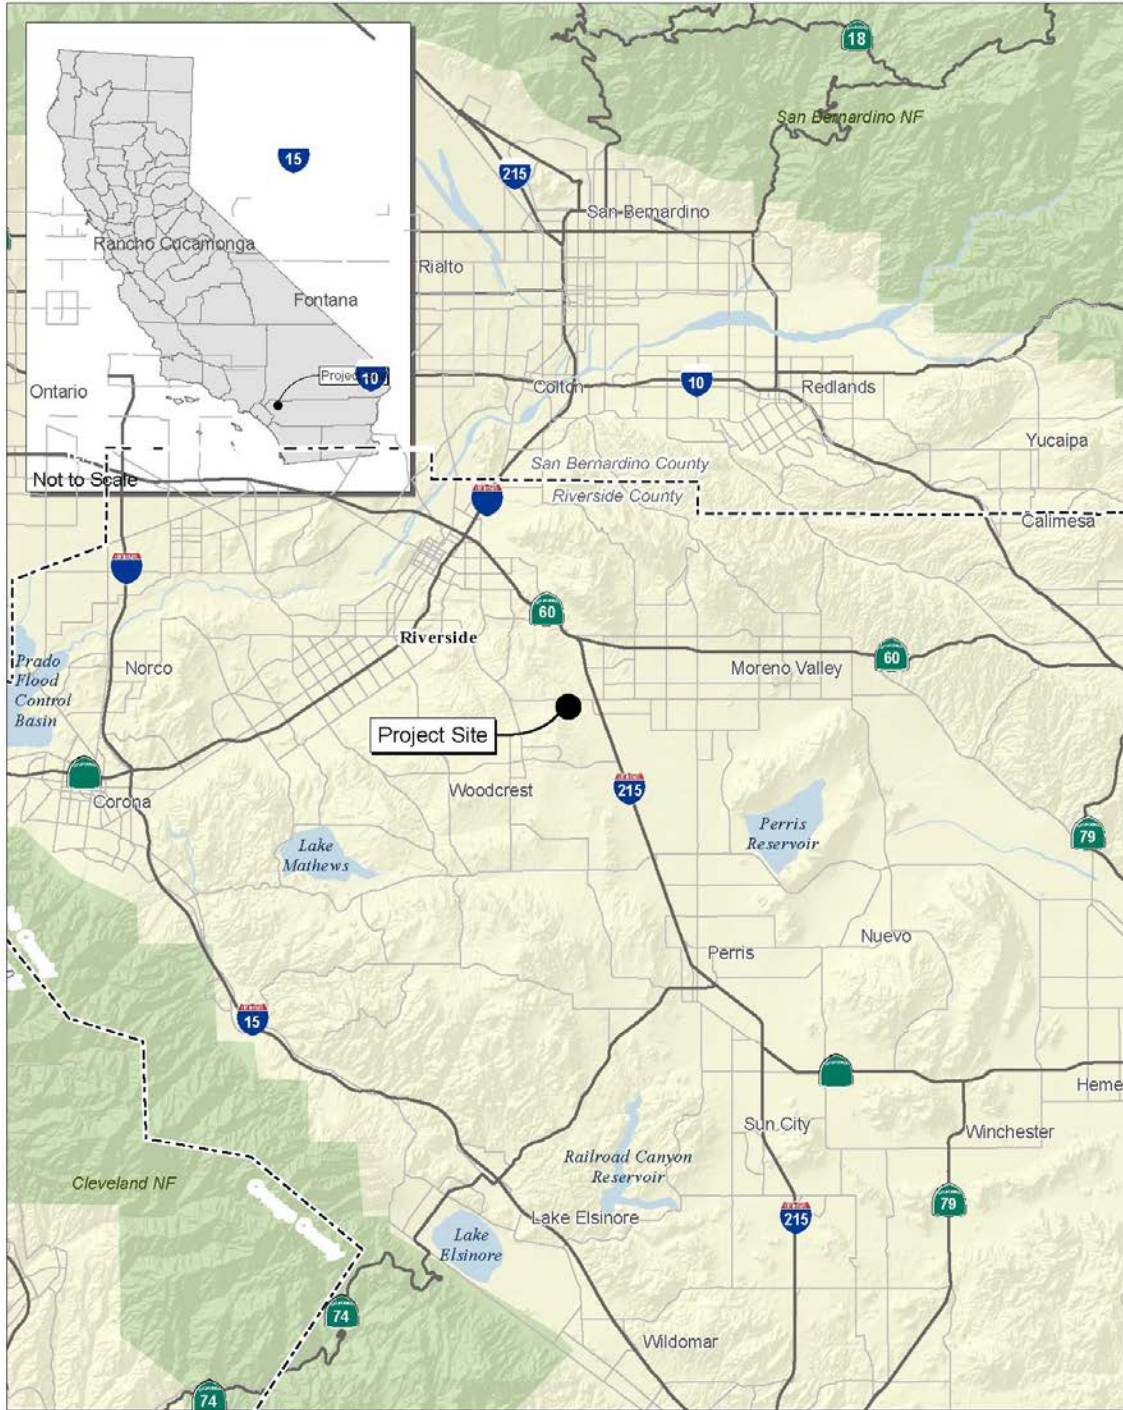 18
San Bernardino NF
15
215
San Bernardino
Rancho Cucamonga
Rialto
Fontana
Project
10
Ontario
Colton
10
Redlands
Yucaipa
San Bernardino County
Not to Scale
Riverside County
Calimesa
60
Riverside
Prado
Flood
Control
Basin
Norco
Moreno Valley
60
Project Site
Woodcrest
215
Corona
Lake
Mathews
Perris
Reservoir
79
Nuevo
Perris
15
Heme
Sun City
Winchester
Railroad Canyon
Reservoir
Cleveland NF
79
Lake Elsinore
215
Lake
Elsinore
74
Wildomar
74